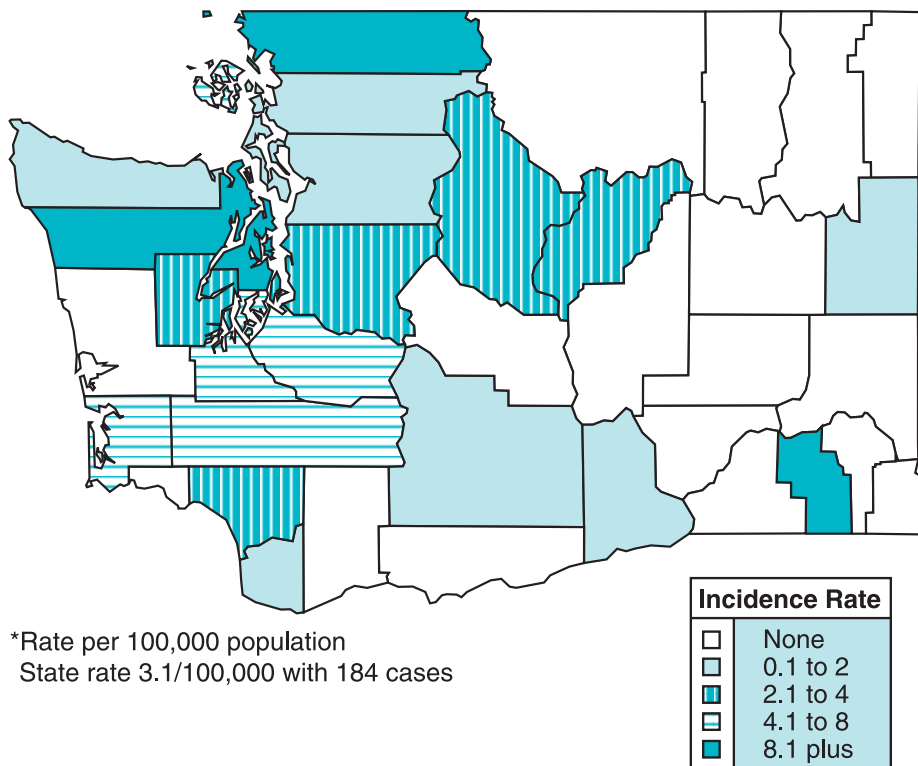 *Rate per 100,000 population
State rate 3.1/100,000 with 184 cases
Incidence Rate
None
0.1 to 2
2.1 to 4
4.1 to 8
8.1 plus